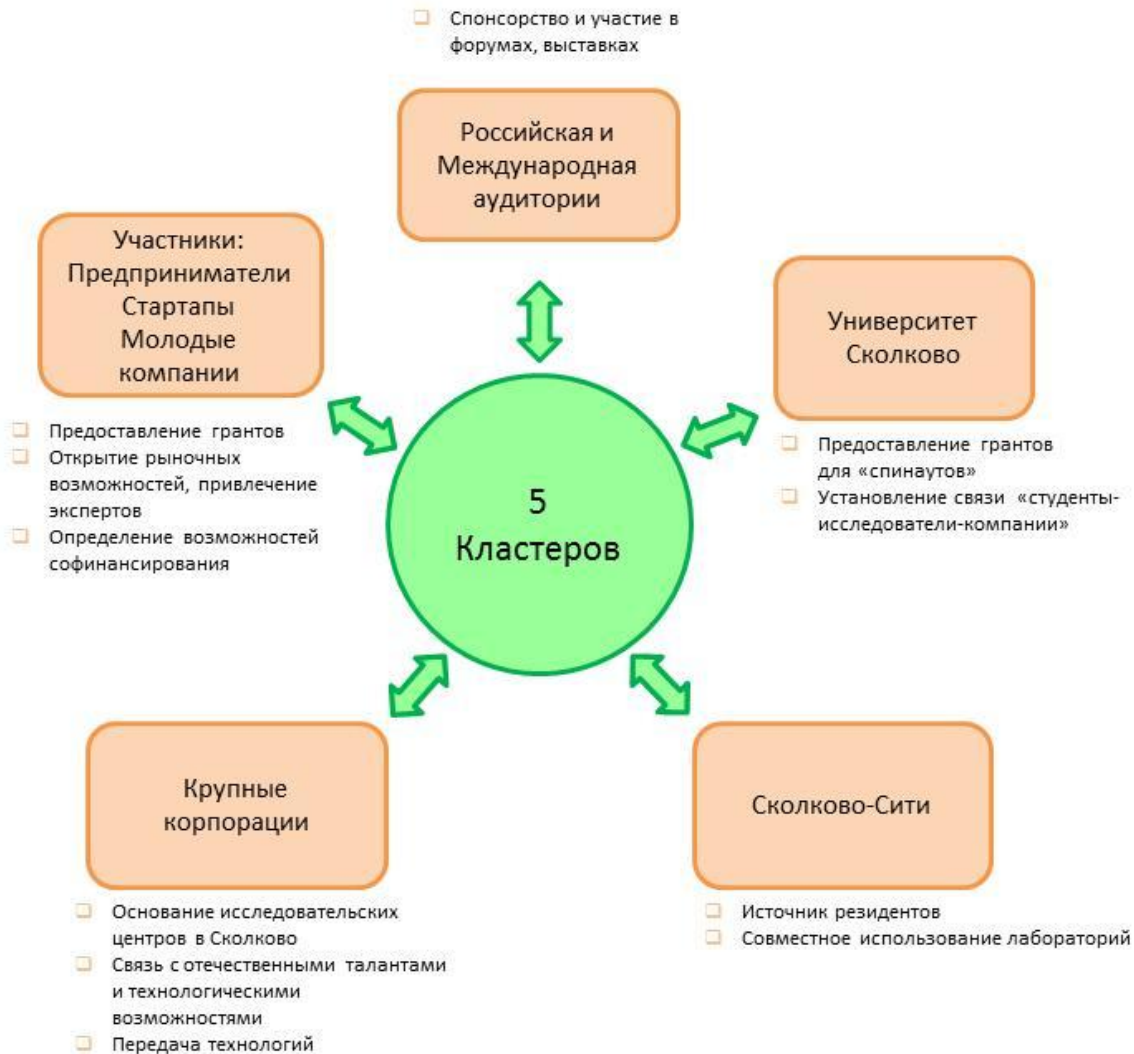 Спонсорство и участие в
форумах, выставках
Российская и
Международная
аудитории
Участники:
Предприниматели
Стартапы
Молодые
компании
Предоставление грантов
Открытие рыночных
возможностей, привлечение
экспертов
Определение возможностей
софинансирования
Университет
Сколково
Предоставление грантов
для «спинаутов»
Установление связи «студенты-
исследователи-компании»
5
Кластеров
Крупные
корпорации
Основание исследовательских
центров в Сколково
Связь с отечественными талантами
и технологическими
возможностями
Передача технологий
Сколково-Сити
Источник резидентов
Совместное использование лабораторий